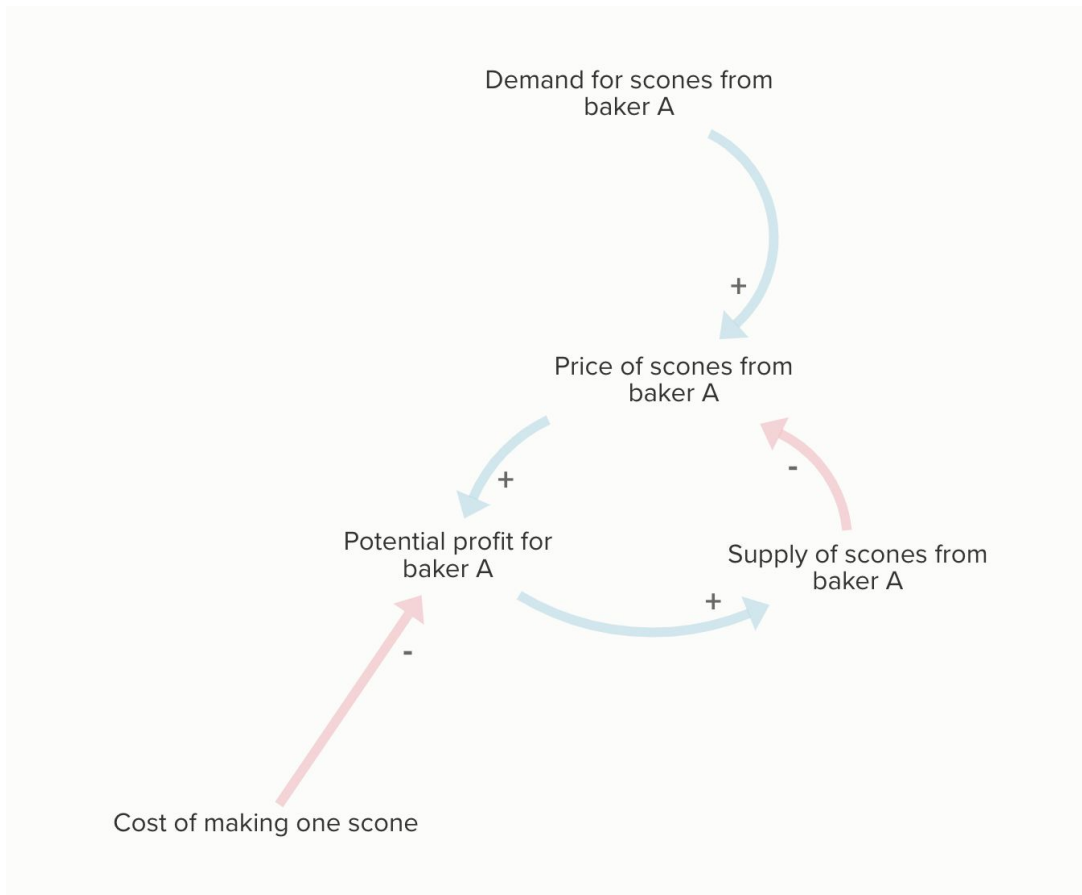 Demand for scones from
baker A
+
Price of scones from
baker A
-
+
Potential profit for
baker A
Supply of scones from
baker A
+
-
Cost of making one scone